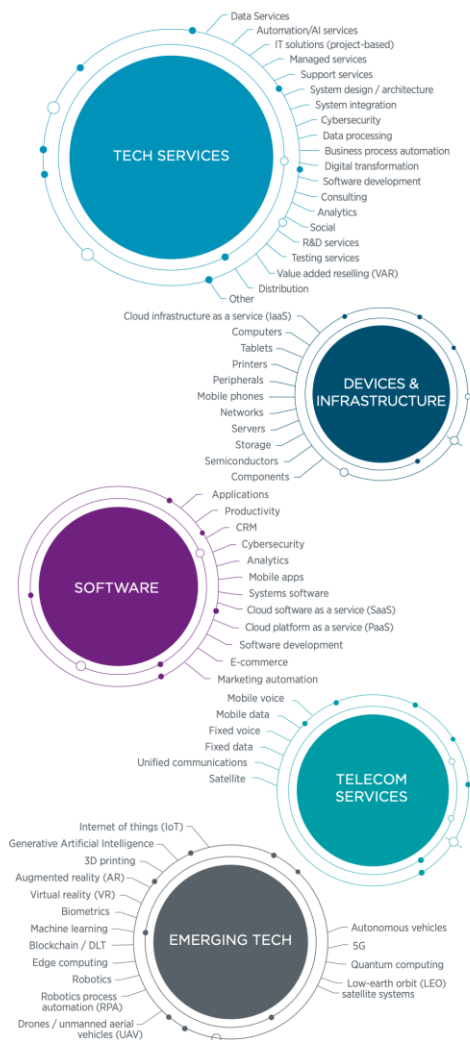 Data Services
Automation/AI services
IT solutions (project-based)
Managed services
Support services
System design / architecture
System integration
Cybersecurity
Data processing
Business process automation
Digital transformation
Software development
Consulting
Analytics
Social
R&D services
Testing services
Value added reselling (VAR)
Distribution
Other
TECH SERVICES
Cloud infrastructure as a service (IaaS)
Computers
Tablets
Printers
Peripherals
Mobile phones
Networks
Servers
Storage
Semiconductors
Components
DEVICES &
INFRASTRUCTURE
Applications
Productivity
CRM
Cybersecurity
Analytics
Mobile apps
Systems software
Cloud software as a service (SaaS)
Cloud platform as a service (PaaS)
Software development
E-commerce
Marketing automation
SOFTWARE
Mobile voice
Mobile data
Fixed voice
Fixed data
Unified communications
Satellite
TELECOM
SERVICES
Internet of things (IoT)
Generative Artificial Intelligence
3D printing
Augmented reality (AR)
Virtual reality (VR)
Biometrics
Machine learning
Blockchain / DLT
Edge computing
Robotics
Robotics process
automation (RPA)
Drones / unmanned aerial
vehicles (UAV)
EMERGING TECH
Autonomous vehicles
5G
Quantum computing
Low-earth orbit (LEO)
satellite systems